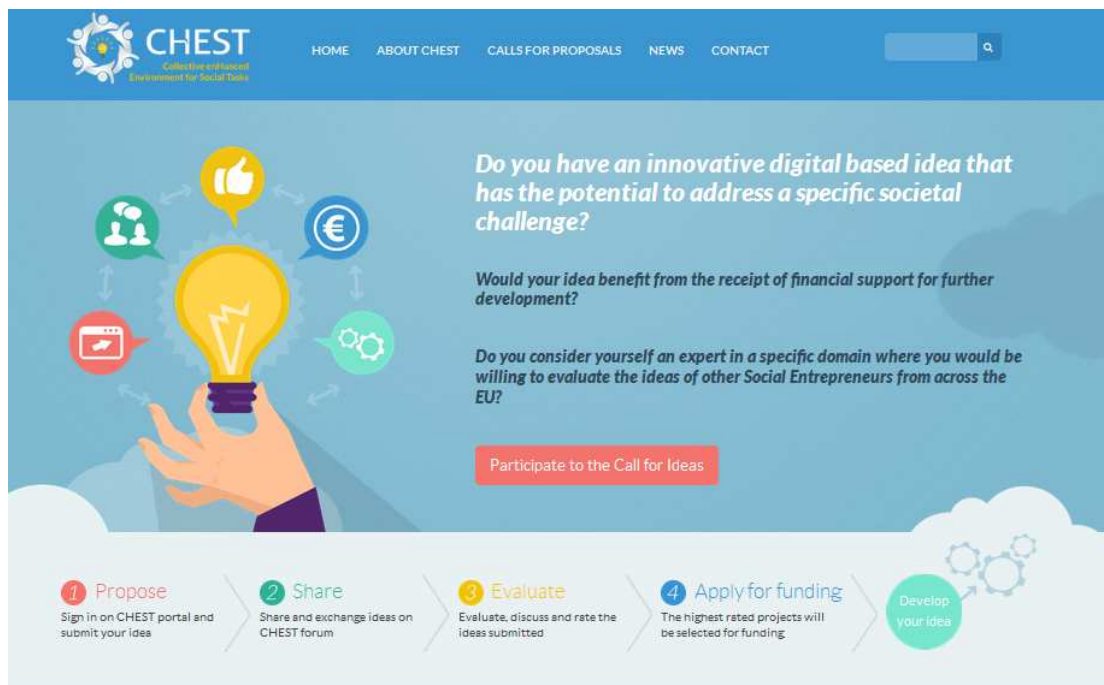 CHEST
Collective enHanced
Environment for Social Tasks
HOME
ABOUT CHEST
CALLS FOR PROPOSALS
NEWS
CONTACT
Do you have an innovative digital based idea that
has the potential to address a specific societal
challenge?
Would your idea benefit from the receipt of financial support for further
development?
Do you consider yourself an expert in a specific domain where you would be
willing to evaluate the ideas of other Social Entrepreneurs from across the
EU?
Participate to the Call for Ideas
1 Propose
Sign in on CHEST portal and
submit your idea
2 Share
Share and exchange ideas on
CHEST forum
3 Evaluate
Evaluate, discuss and rate the
ideas submitted
4 Apply for funding
The highest rated projects will
be selected for funding
Develop
your idea
€